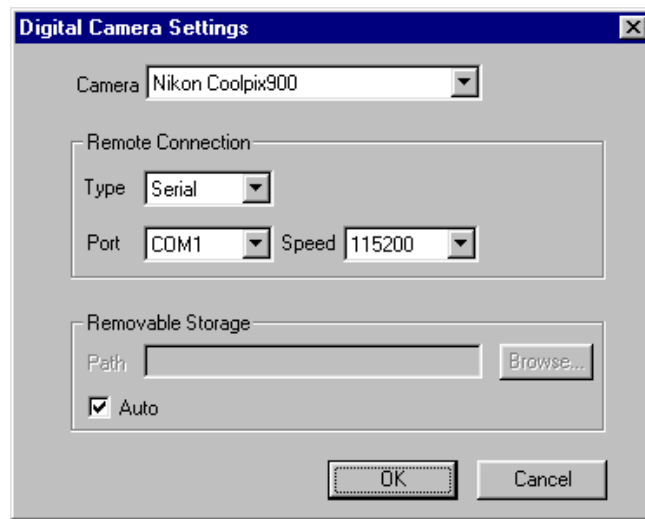 Digital Camera Settings
Camera Nikon Coolpix900
Remote Connection
Type Serial
Port COM1 Speed 115200
Removable Storage
Path Browse...
Auto
OK Cancel